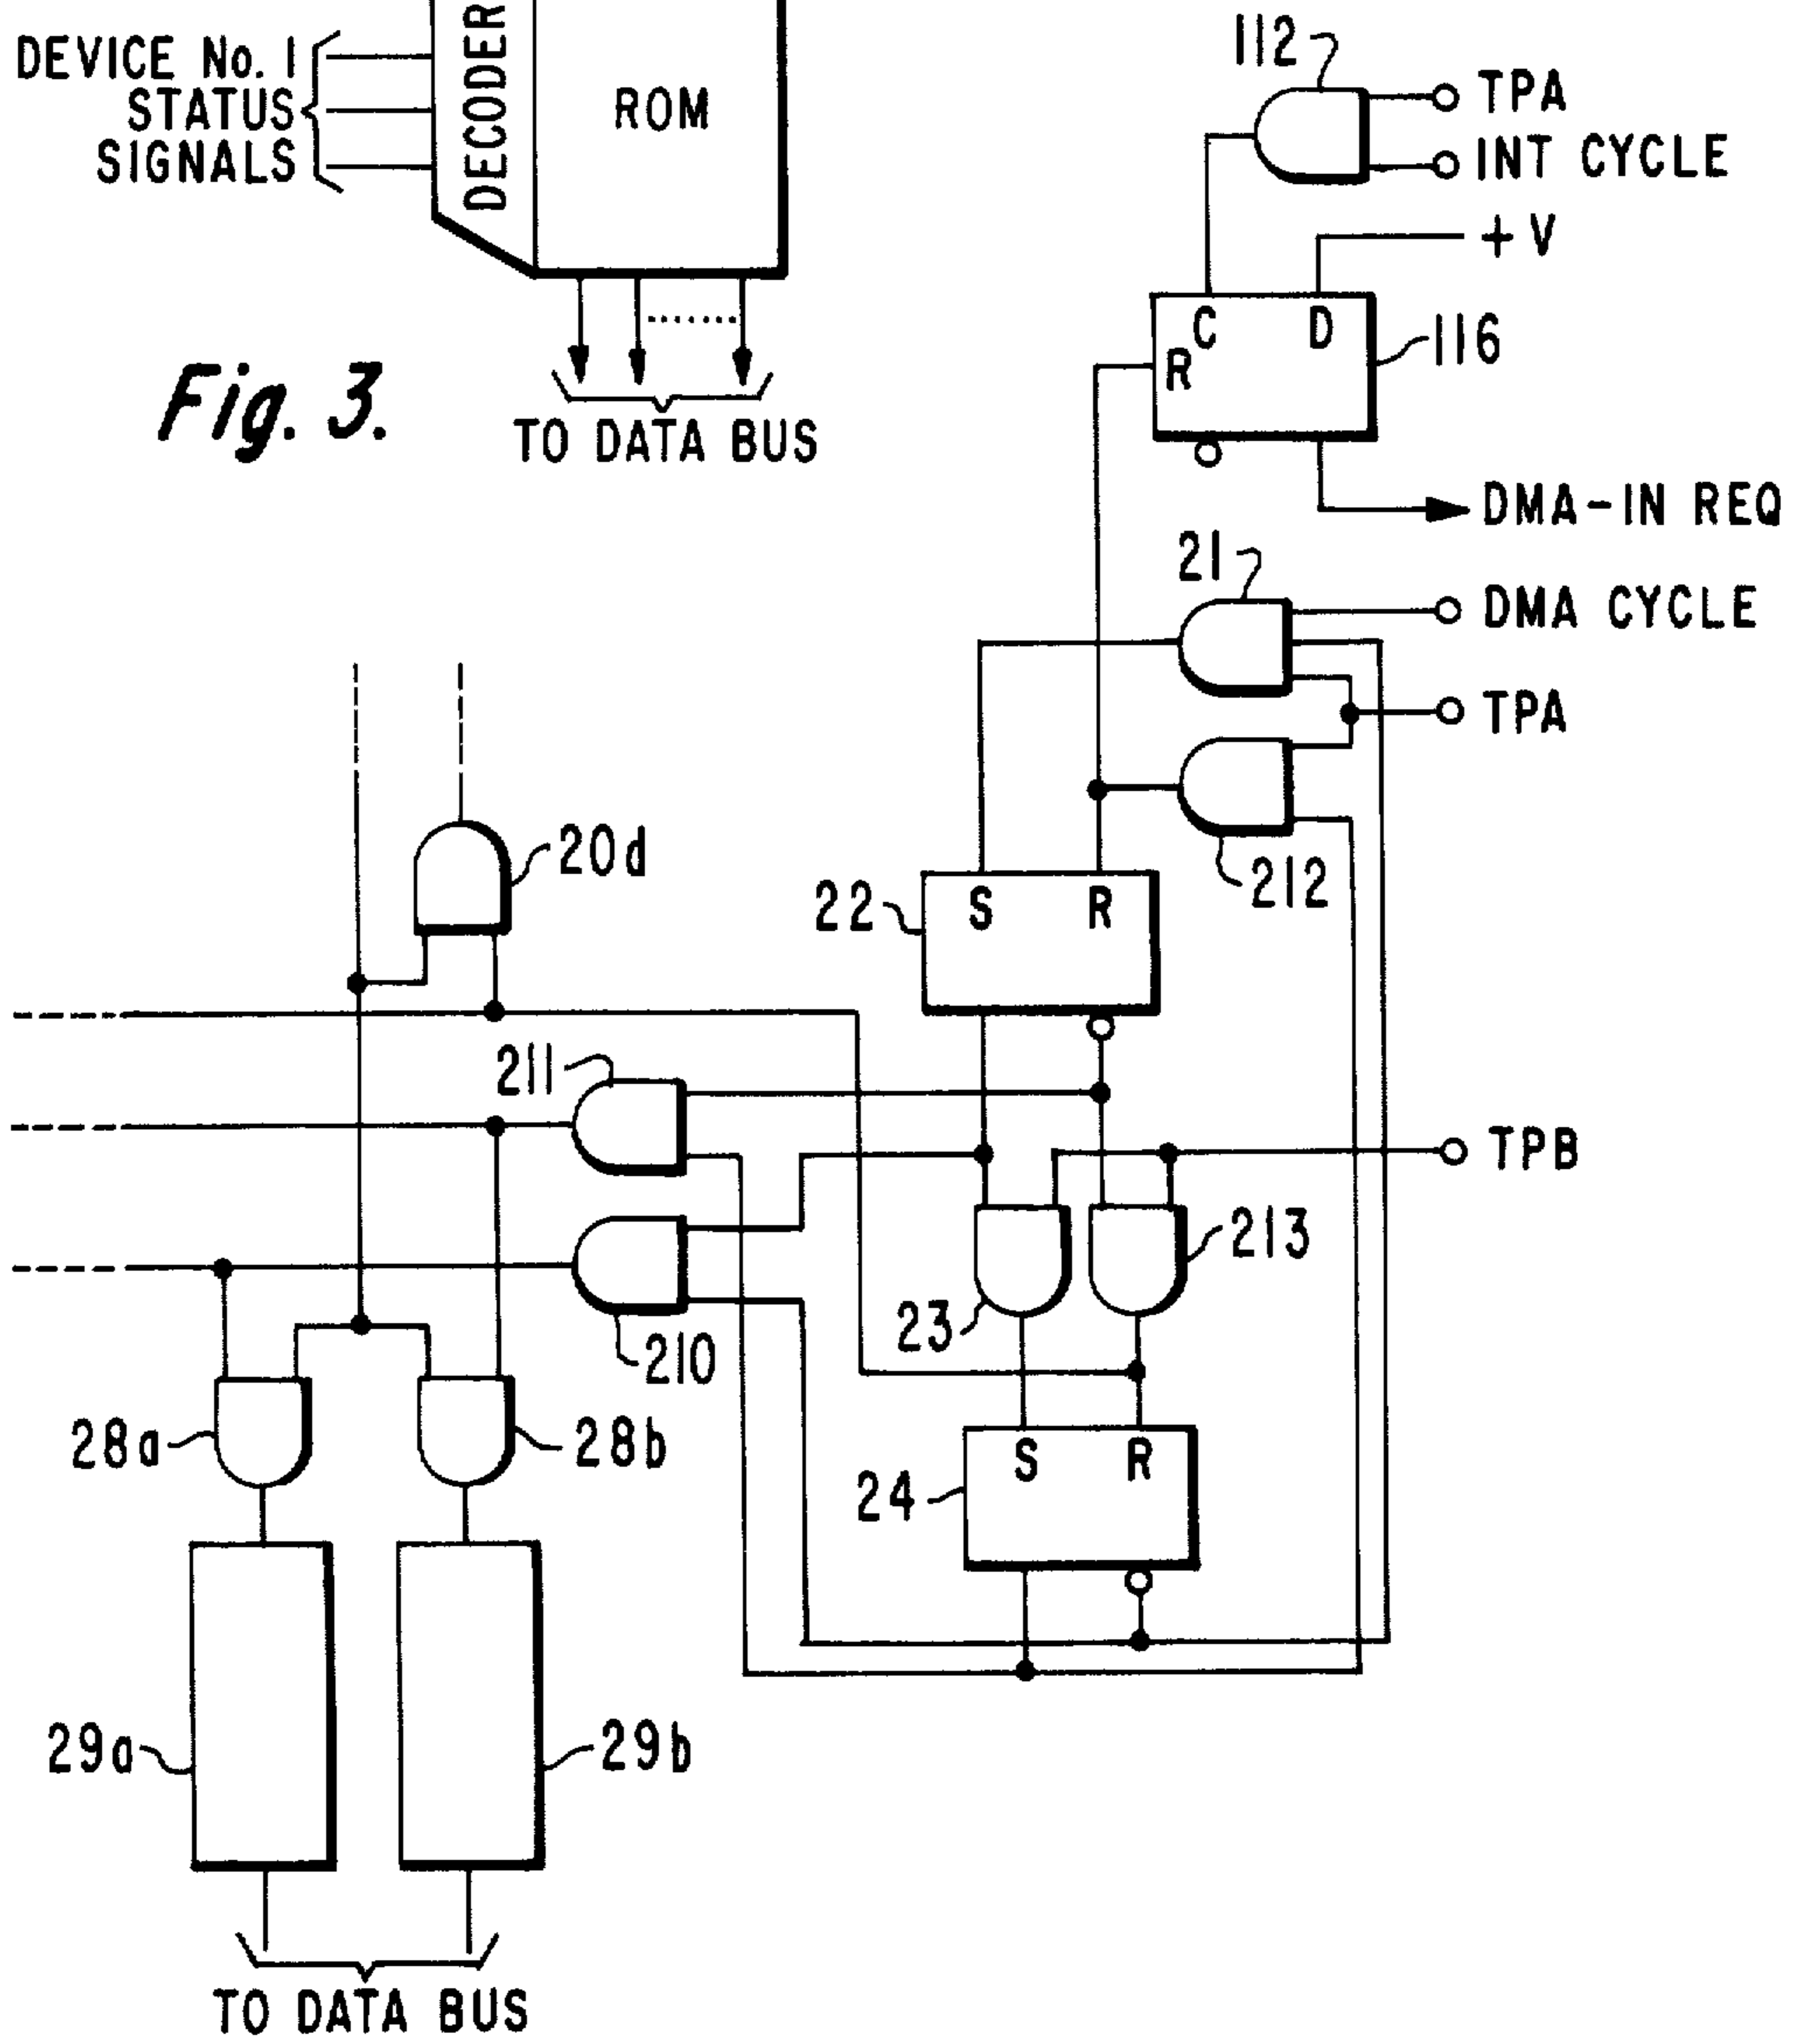 DEVICE No. 1
STATUS
SIGNALS
DECODER
ROM
TO DATA BUS
Fig. 3.
112
TPA
INT CYCLE
+V
C
D
R
116
DMA-IN REQ
21
DMA CYCLE
TPA
212
20d
22
S
R
211
TPB
213
23
210
28a
28b
24
S
R
29a
29b
TO DATA BUS